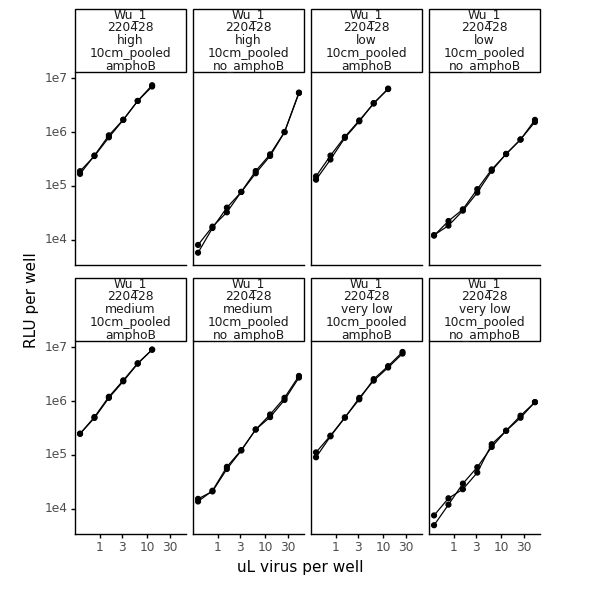 Wu_1
220428
high
10cm_pooled
amphoB
Wu_1
220428
high
10cm_pooled
no_amphoB
Wu_1
220428
low
10cm_pooled
amphoB
Wu_1
220428
low
10cm_pooled
no_amphoB
1e7
1e6
1e5
1e4
Wu_1
220428
medium
10cm_pooled
amphoB
Wu_1
220428
medium
10cm_pooled
no_amphoB
Wu_1
220428
very low
10cm_pooled
amphoB
Wu_1
220428
very low
10cm_pooled
no_amphoB
1e7
1e6
1e5
1e4
RLU per well
1 3 10 30
1 3 10 30
1 3 10 30
1 3 10 30
uL virus per well